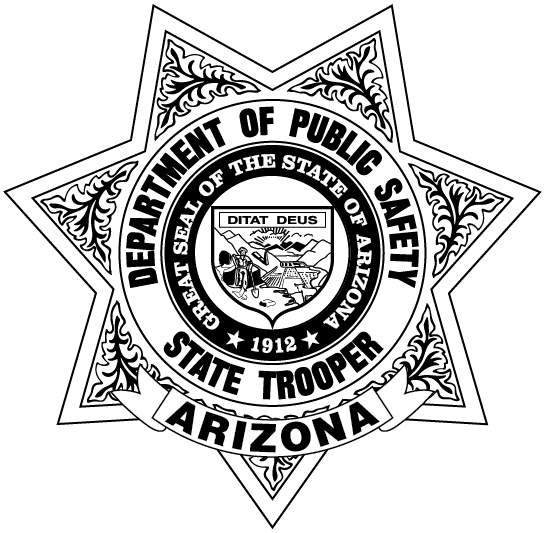 DEPARTMENT OF PUBLIC SAFETY
GREAT SEAL OF THE STATE OF ARIZONA
DITAT DEUS
★ 1912 ★
STATE TROOPER
ARIZONA